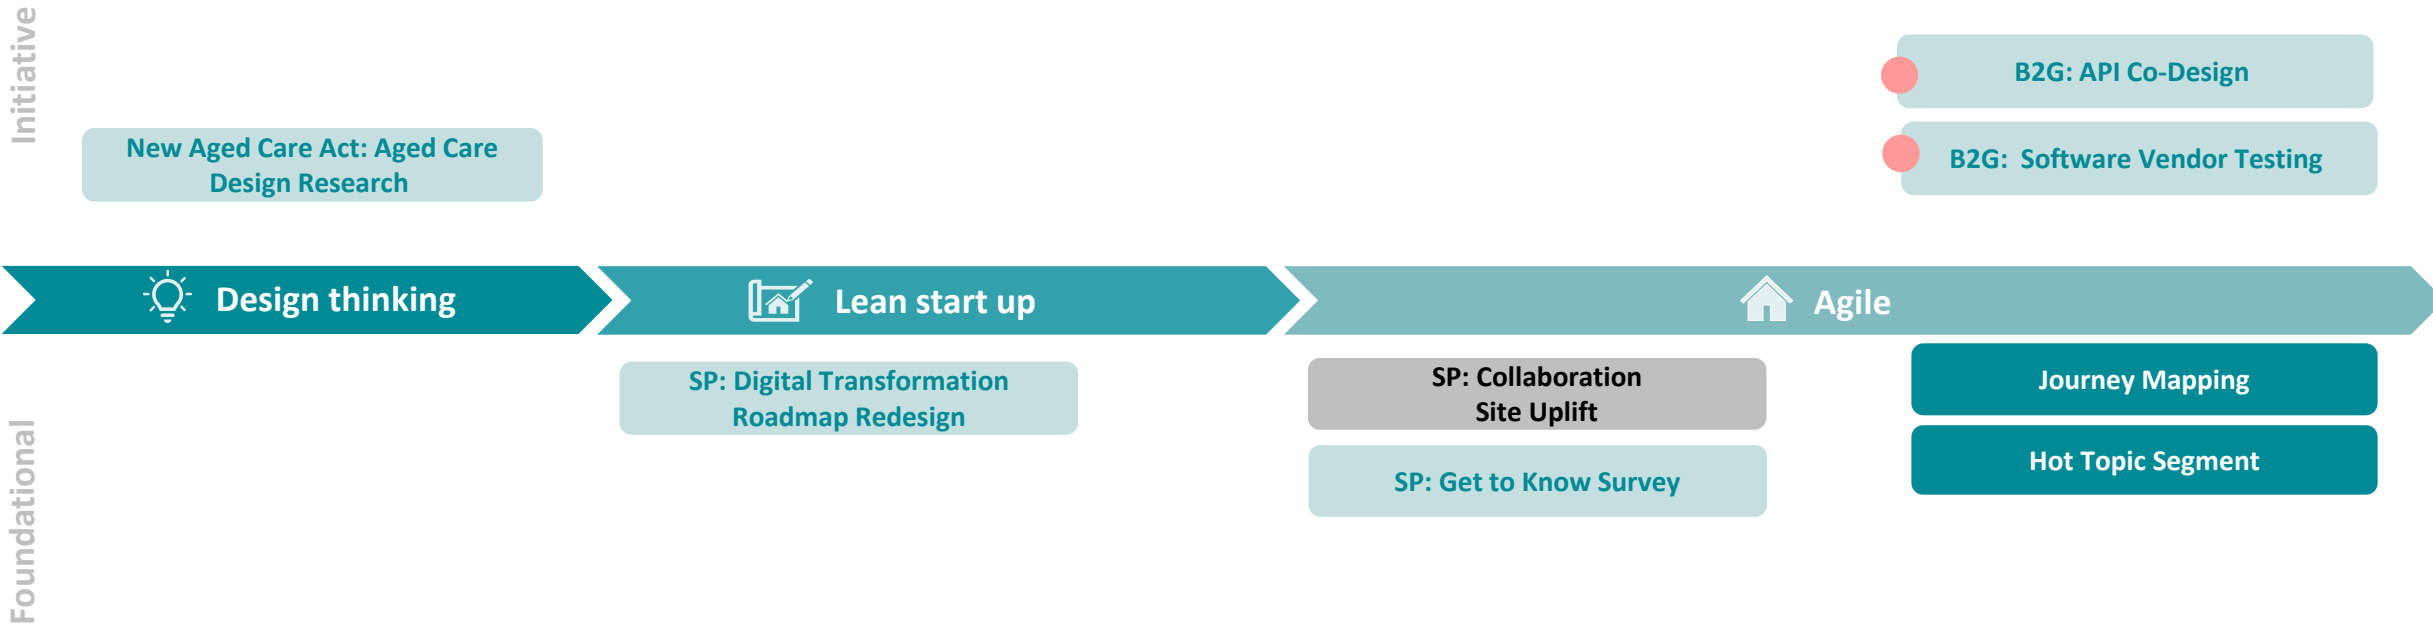 Initiative
B2G: API Co-Design
New Aged Care Act: Aged Care
Design Research
B2G:  Software Vendor Testing
Design thinking
Lean start up
Agile
Foundational
SP: Digital Transformation
Roadmap Redesign
SP: Collaboration
Site Uplift
SP: Get to Know Survey
Journey Mapping
Hot Topic Segment